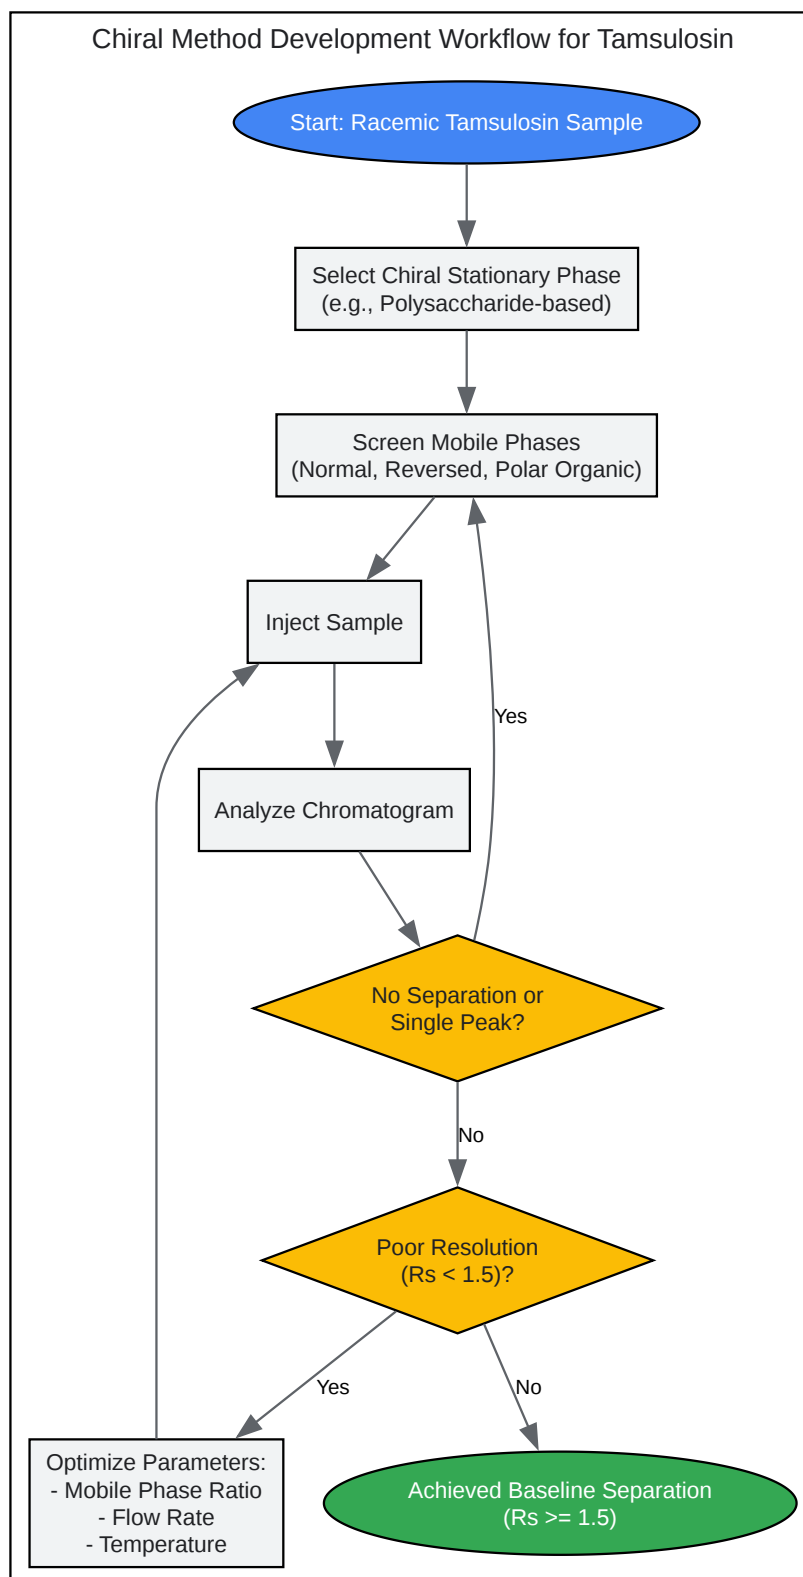 Chiral Method Development Workflow for Tamsulosin
Start: Racemic Tamsulosin Sample
Select Chiral Stationary Phase
(e.g., Polysaccharide-based)
Screen Mobile Phases
(Normal, Reversed, Polar Organic)
Inject Sample
Yes
Analyze Chromatogram
No Separation or
Single Peak?
No
Poor Resolution
(Rs < 1.5)?
Yes
No
Optimize Parameters:
- Mobile Phase Ratio
- Flow Rate
- Temperature
Achieved Baseline Separation
(Rs >= 1.5)